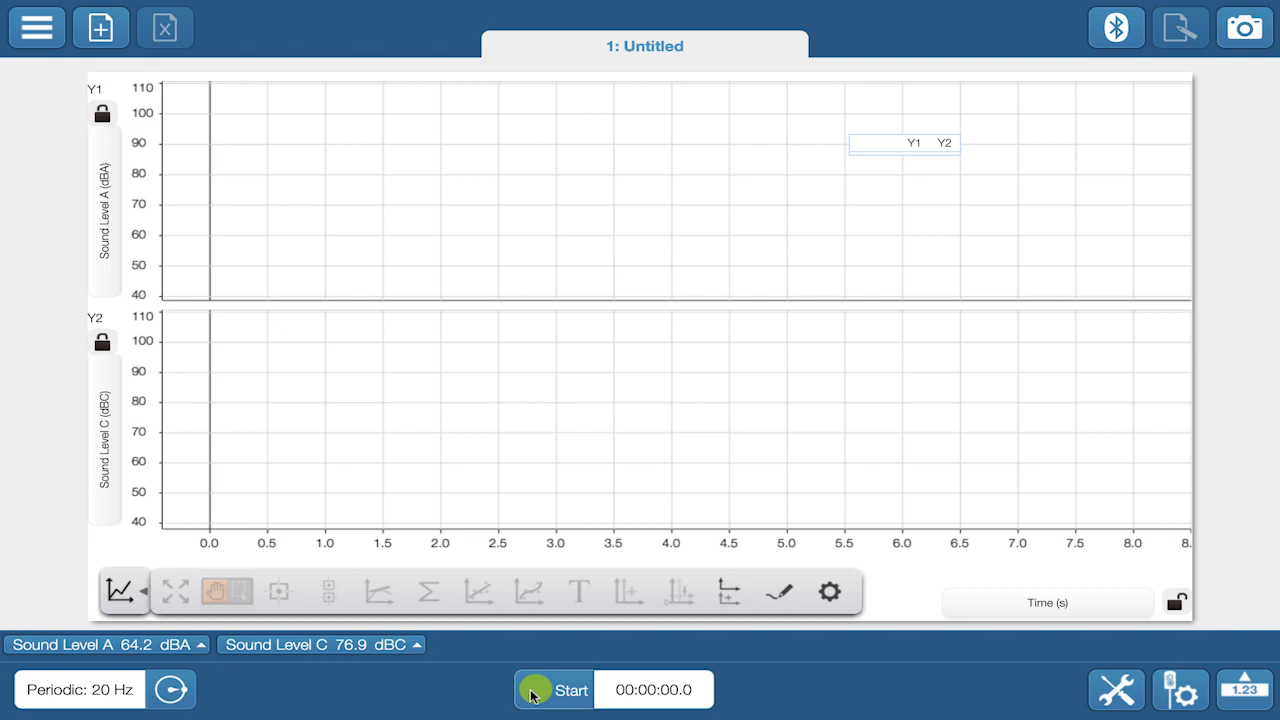 1: Untitled
Y1
110
100
90
80
70
60
50
40
Sound Level A (dBA)
Y1 Y2
Y2
110
100
90
80
70
60
50
40
Sound Level C (dBC)
0.0 0.5 1.0 1.5 2.0 2.5 3.0 3.5 4.0 4.5 5.0 5.5 6.0 6.5 7.0 7.5 8.0 8.
T
Time (s)
Sound Level A 64.2 dBA Sound Level C 76.9 dBC
Periodic: 20 Hz Start 00:00:00.0 1.23